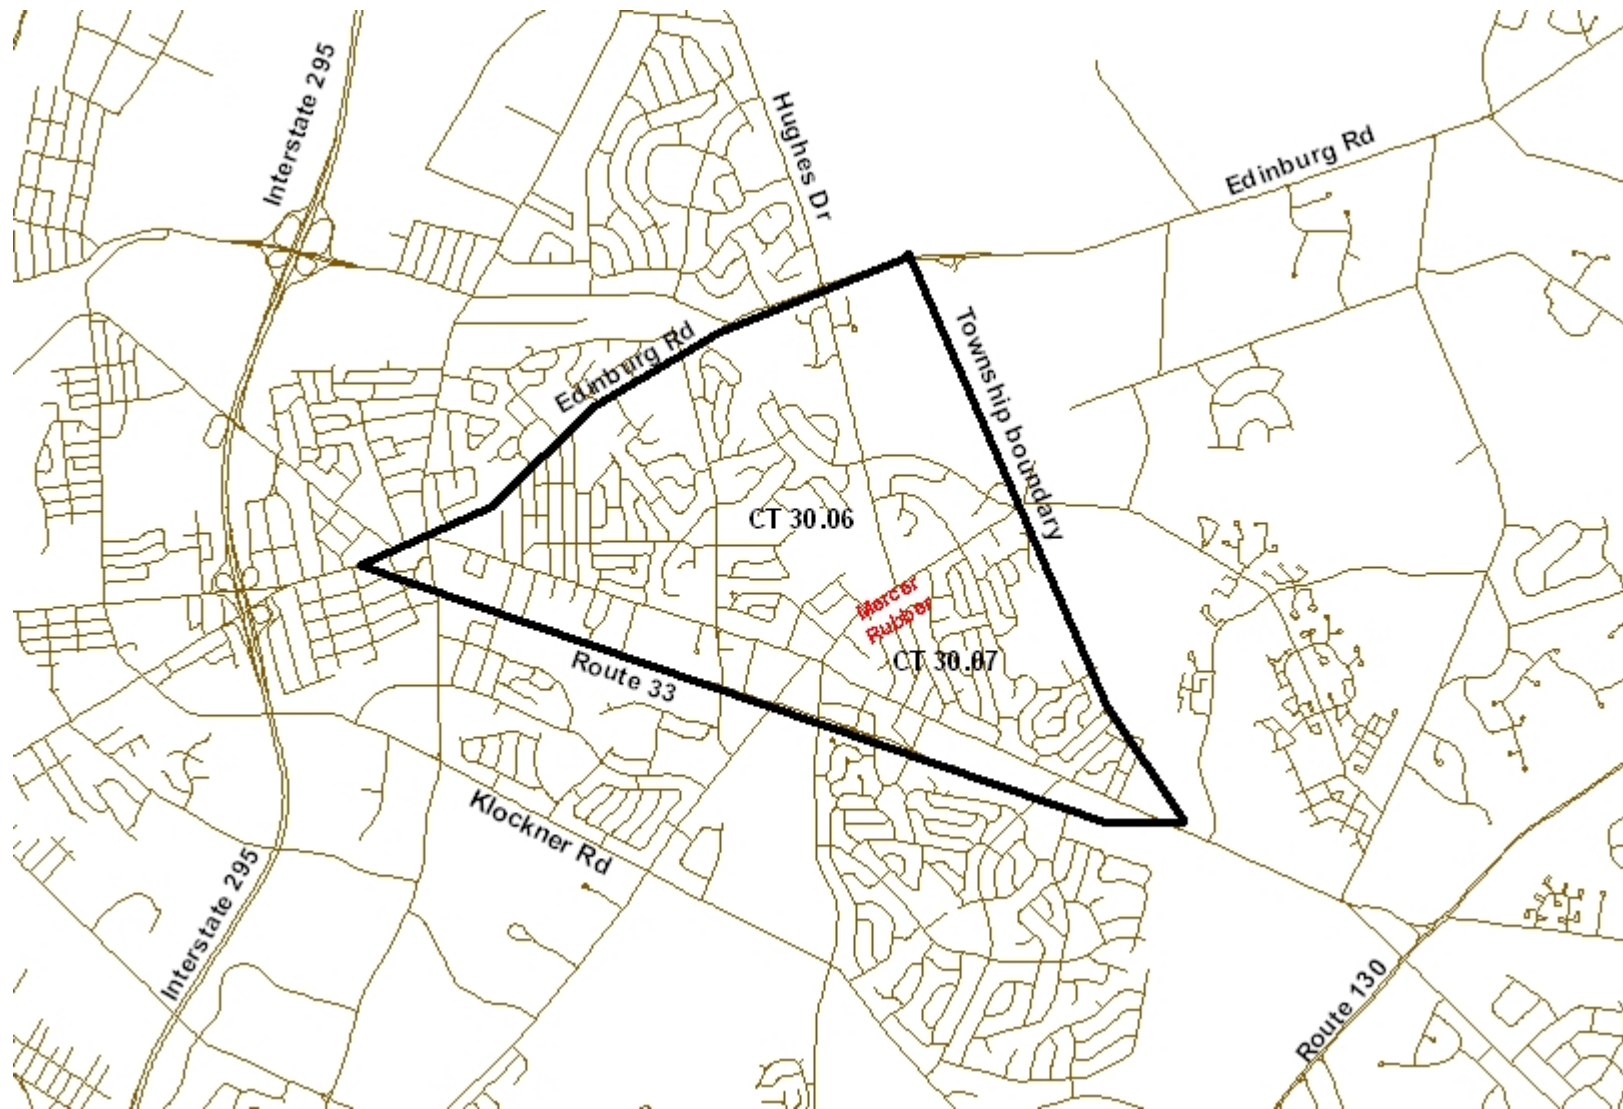 Interstate 295
Hughes Dr
Edinburg Rd
Edinburg Rd
Township boundary
CT 30.06
Mercer
Rubber
CT 30.07
Route 33
Klockner Rd
Interstate 295
Route 130